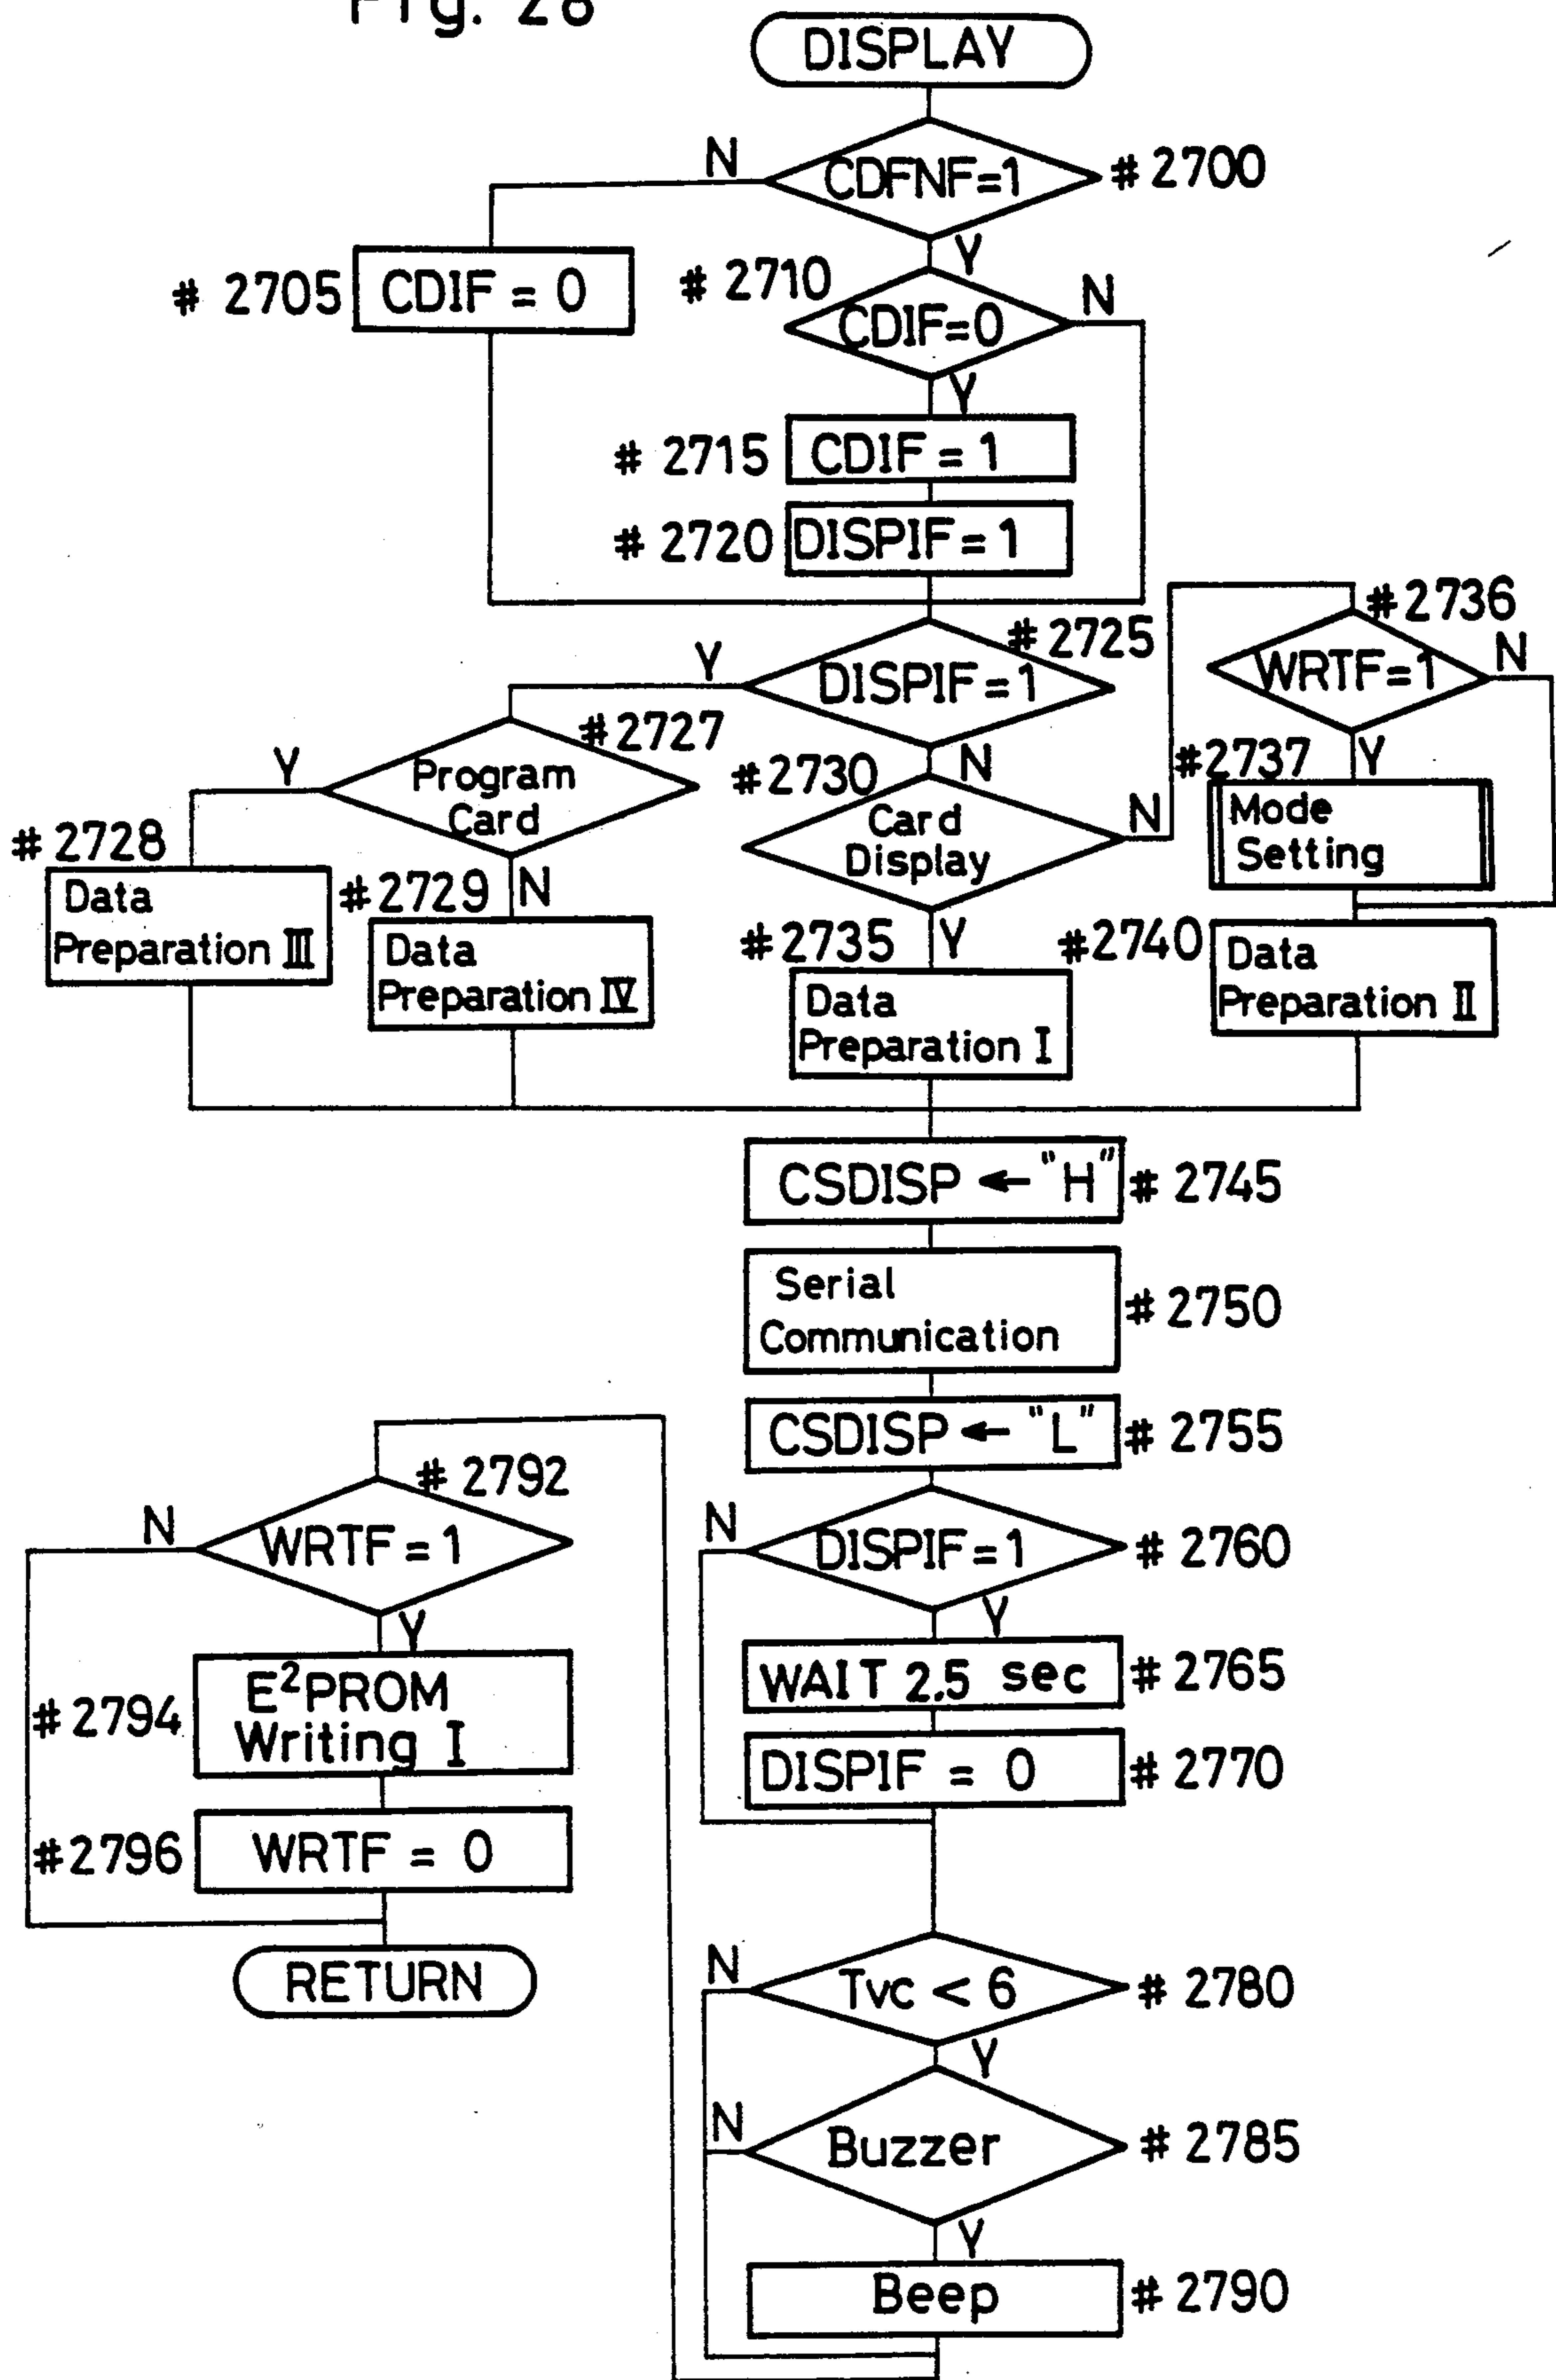 Fig. 28
DISPLAY
N
CDFNF=1
# 2700
Y
# 2705
CDIF = 0
# 2710
CDIF=0
N
Y
# 2715
CDIF = 1
# 2720
DISPIF = 1
# 2725
Y
DISPIF=1
N
# 2736
WRTF=1
N
Y
# 2727
Y
Program
Card
N
# 2730
Card
Display
N
Y
# 2737
Mode
Setting
# 2728
Data
Preparation III
# 2729
Data
Preparation IV
# 2735
Data
Preparation I
# 2740
Data
Preparation II
CSDISP ← "H"
# 2745
Serial
Communication
# 2750
CSDISP ← "L"
# 2755
N
DISPIF=1
# 2760
Y
WAIT 2.5 sec
# 2765
DISPIF = 0
# 2770
N
Tvc < 6
# 2780
Y
N
Buzzer
# 2785
Y
Beep
# 2790
# 2792
N
WRTF = 1
Y
# 2794
E²PROM
Writing I
# 2796
WRTF = 0
RETURN